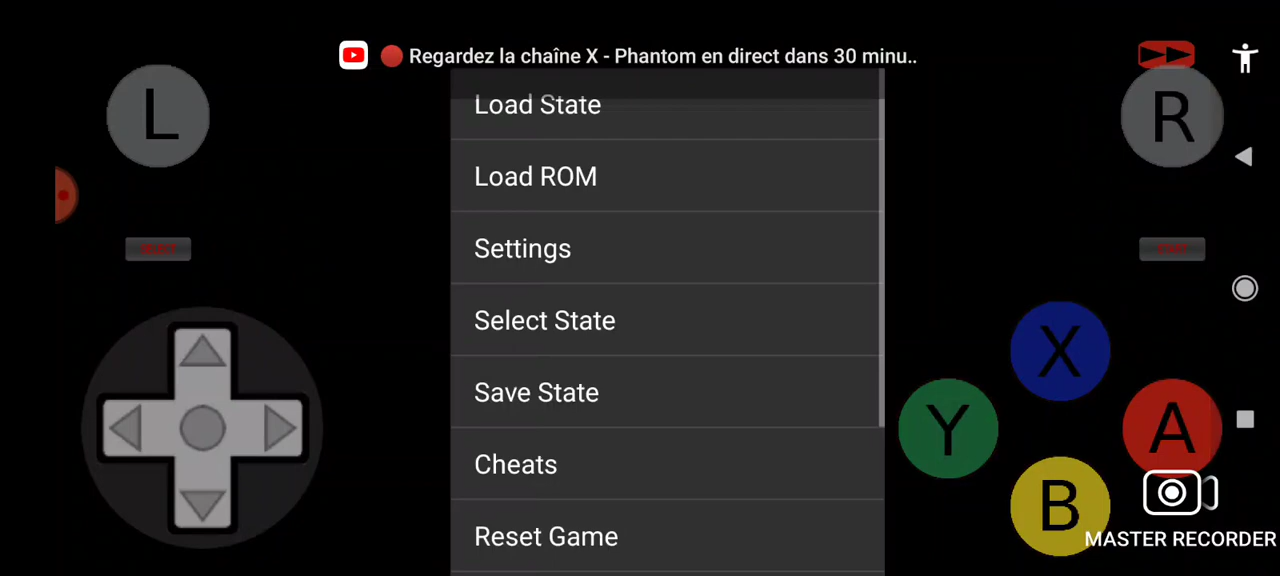 🔴 Regardez la chaîne X - Phantom en direct dans 30 minu..
L
R
Load State
Load ROM
Settings
SELECT
Select State
Save State
Cheats
Reset Game
X
Y
A
B
MASTER RECORDER